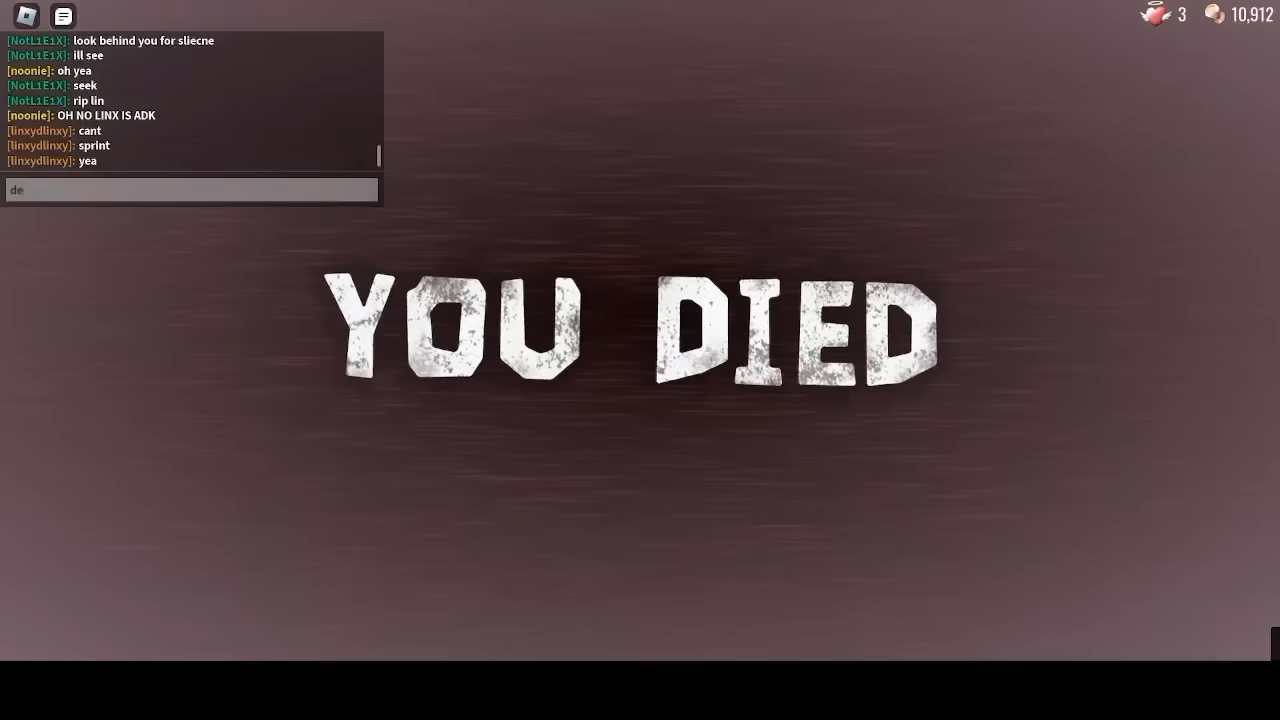 3 10,912
[NotL1E1X]: look behind you for sliecne
[NotL1E1X]: ill see
[noonie]: oh yea
[NotL1E1X]: seek
[NotL1E1X]: rip lin
[noonie]: OH NO LINX IS ADK
[linxydlinxy]: cant
[linxydlinxy]: sprint
[linxydlinxy]: yea
de
YOU DIED